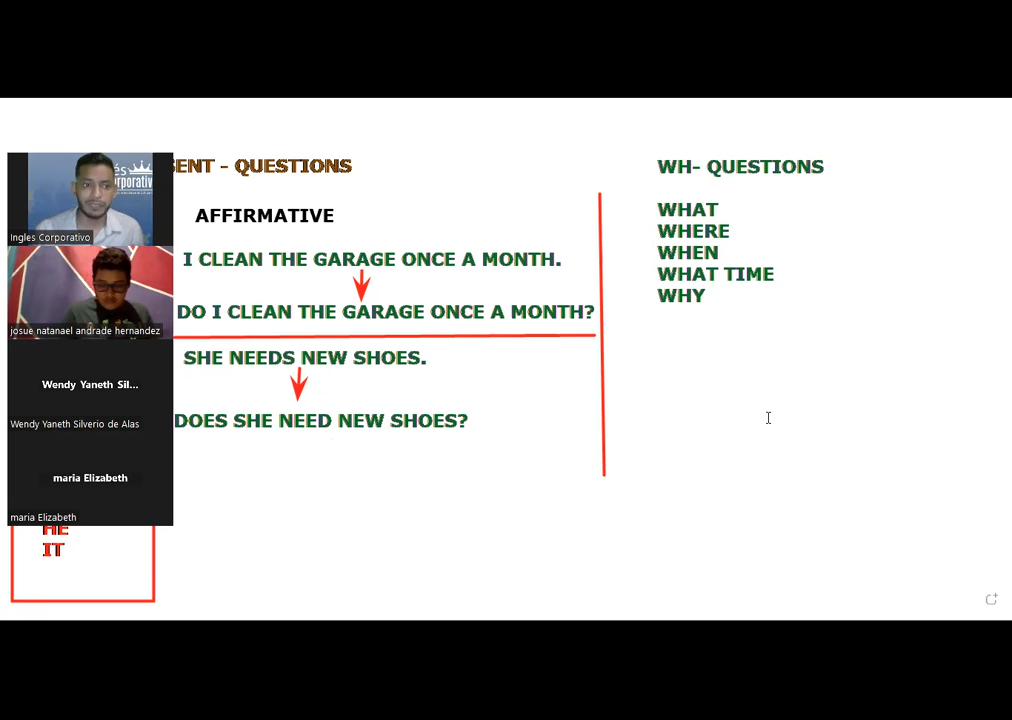 SENT - QUESTIONS
AFFIRMATIVE
I CLEAN THE GARAGE ONCE A MONTH.
DO I CLEAN THE GARAGE ONCE A MONTH?
SHE NEEDS NEW SHOES.
DOES SHE NEED NEW SHOES?
HE
IT
WH- QUESTIONS
WHAT
WHERE
WHEN
WHAT TIME
WHY
és
orporativ
Ingles Corporativo
josue natanael andrade hernandez
Wendy Yaneth Sil...
Wendy Yaneth Silverio de Alas
maria Elizabeth
maria Elizabeth